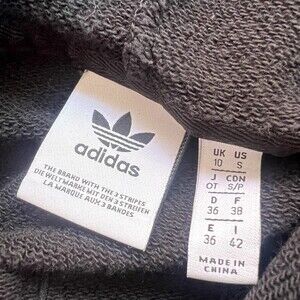 adidas
THE BRAND WITH THE 3 STRIPES
DIE WELTMARKE MIT DEN 3 STREIFEN
LA MARQUE AUX 3 BANDES
UK US
10 S
J CDN
OT S/P
D F
36 38
E I
36 42
MADE IN
CHINA